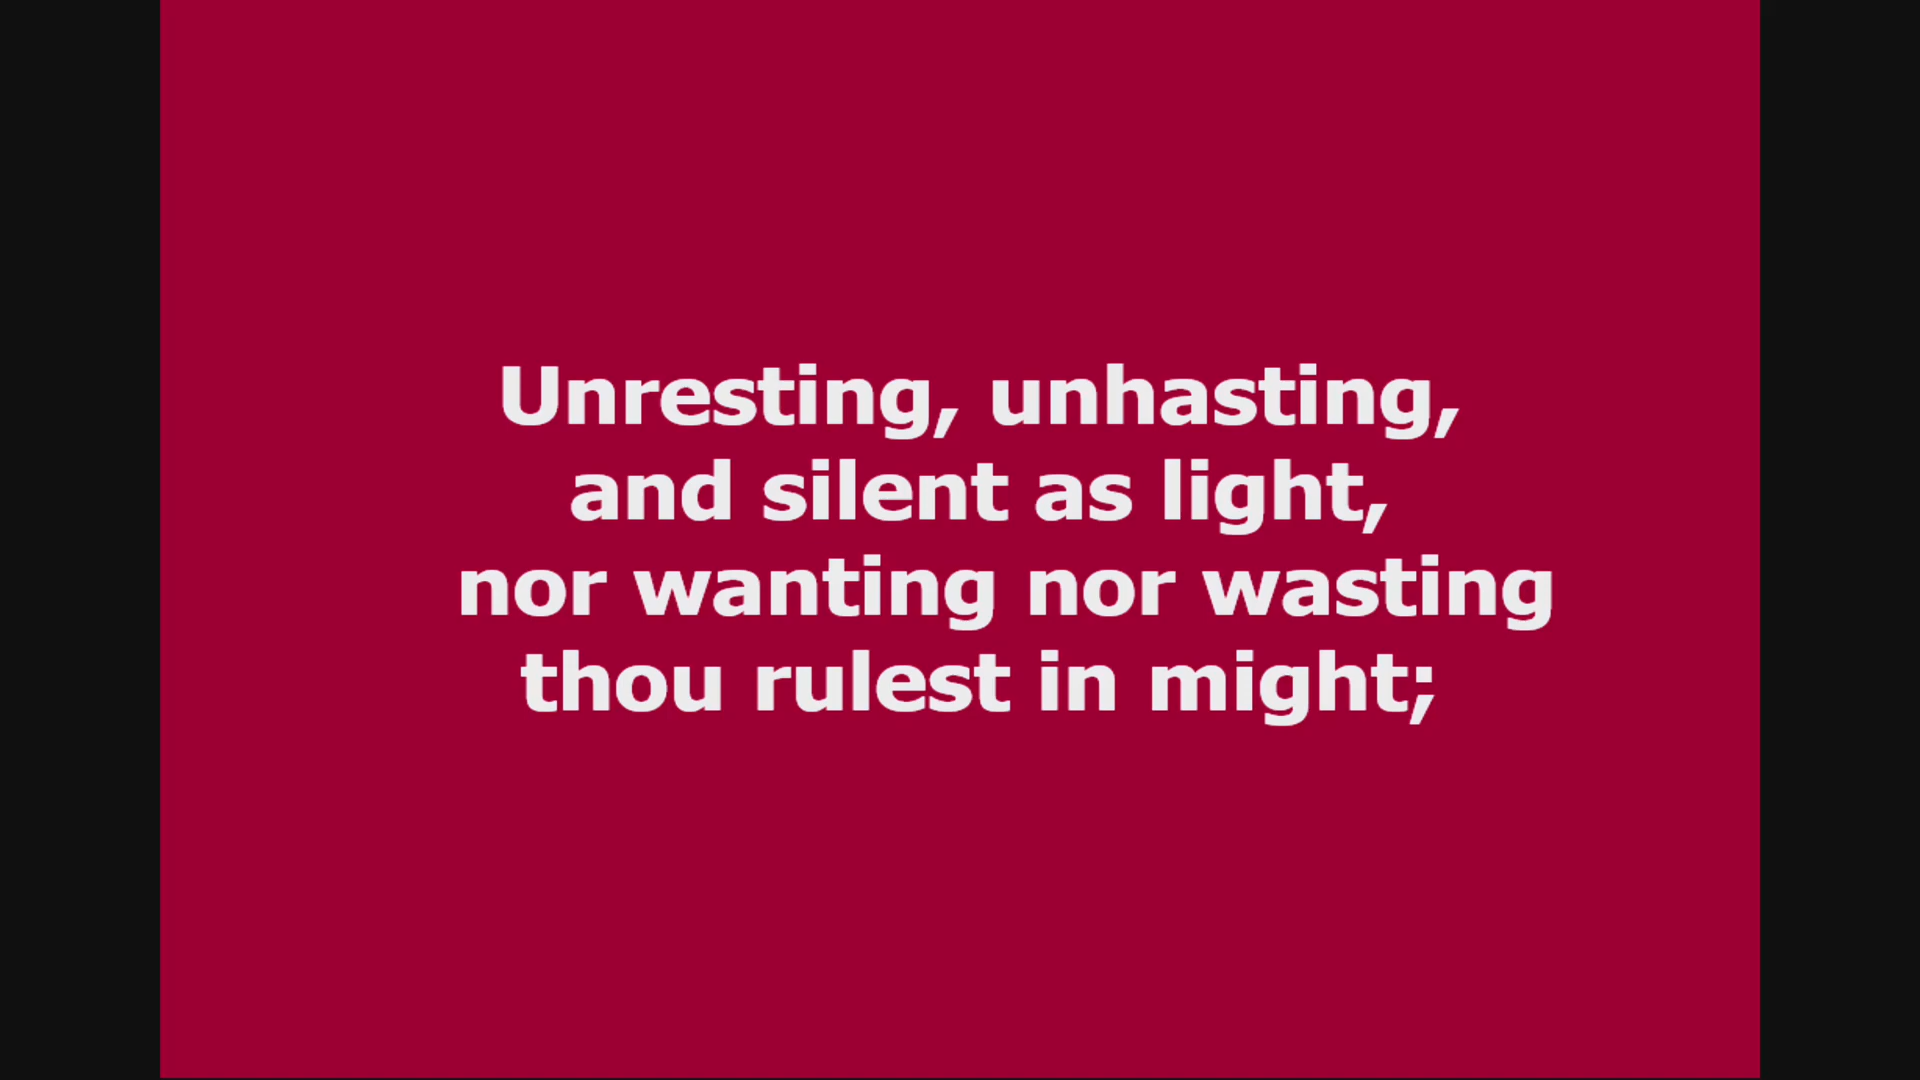 Unresting, unhasting,
and silent as light,
nor wanting nor wasting
thou rulest in might;